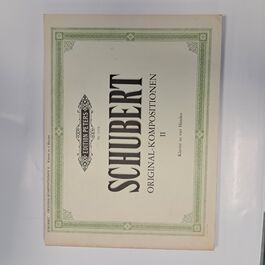 EDITION PETERS
SCHUBERT
ORIGINAL-KOMPOSITIONEN
II
Klavier zu vier Händen